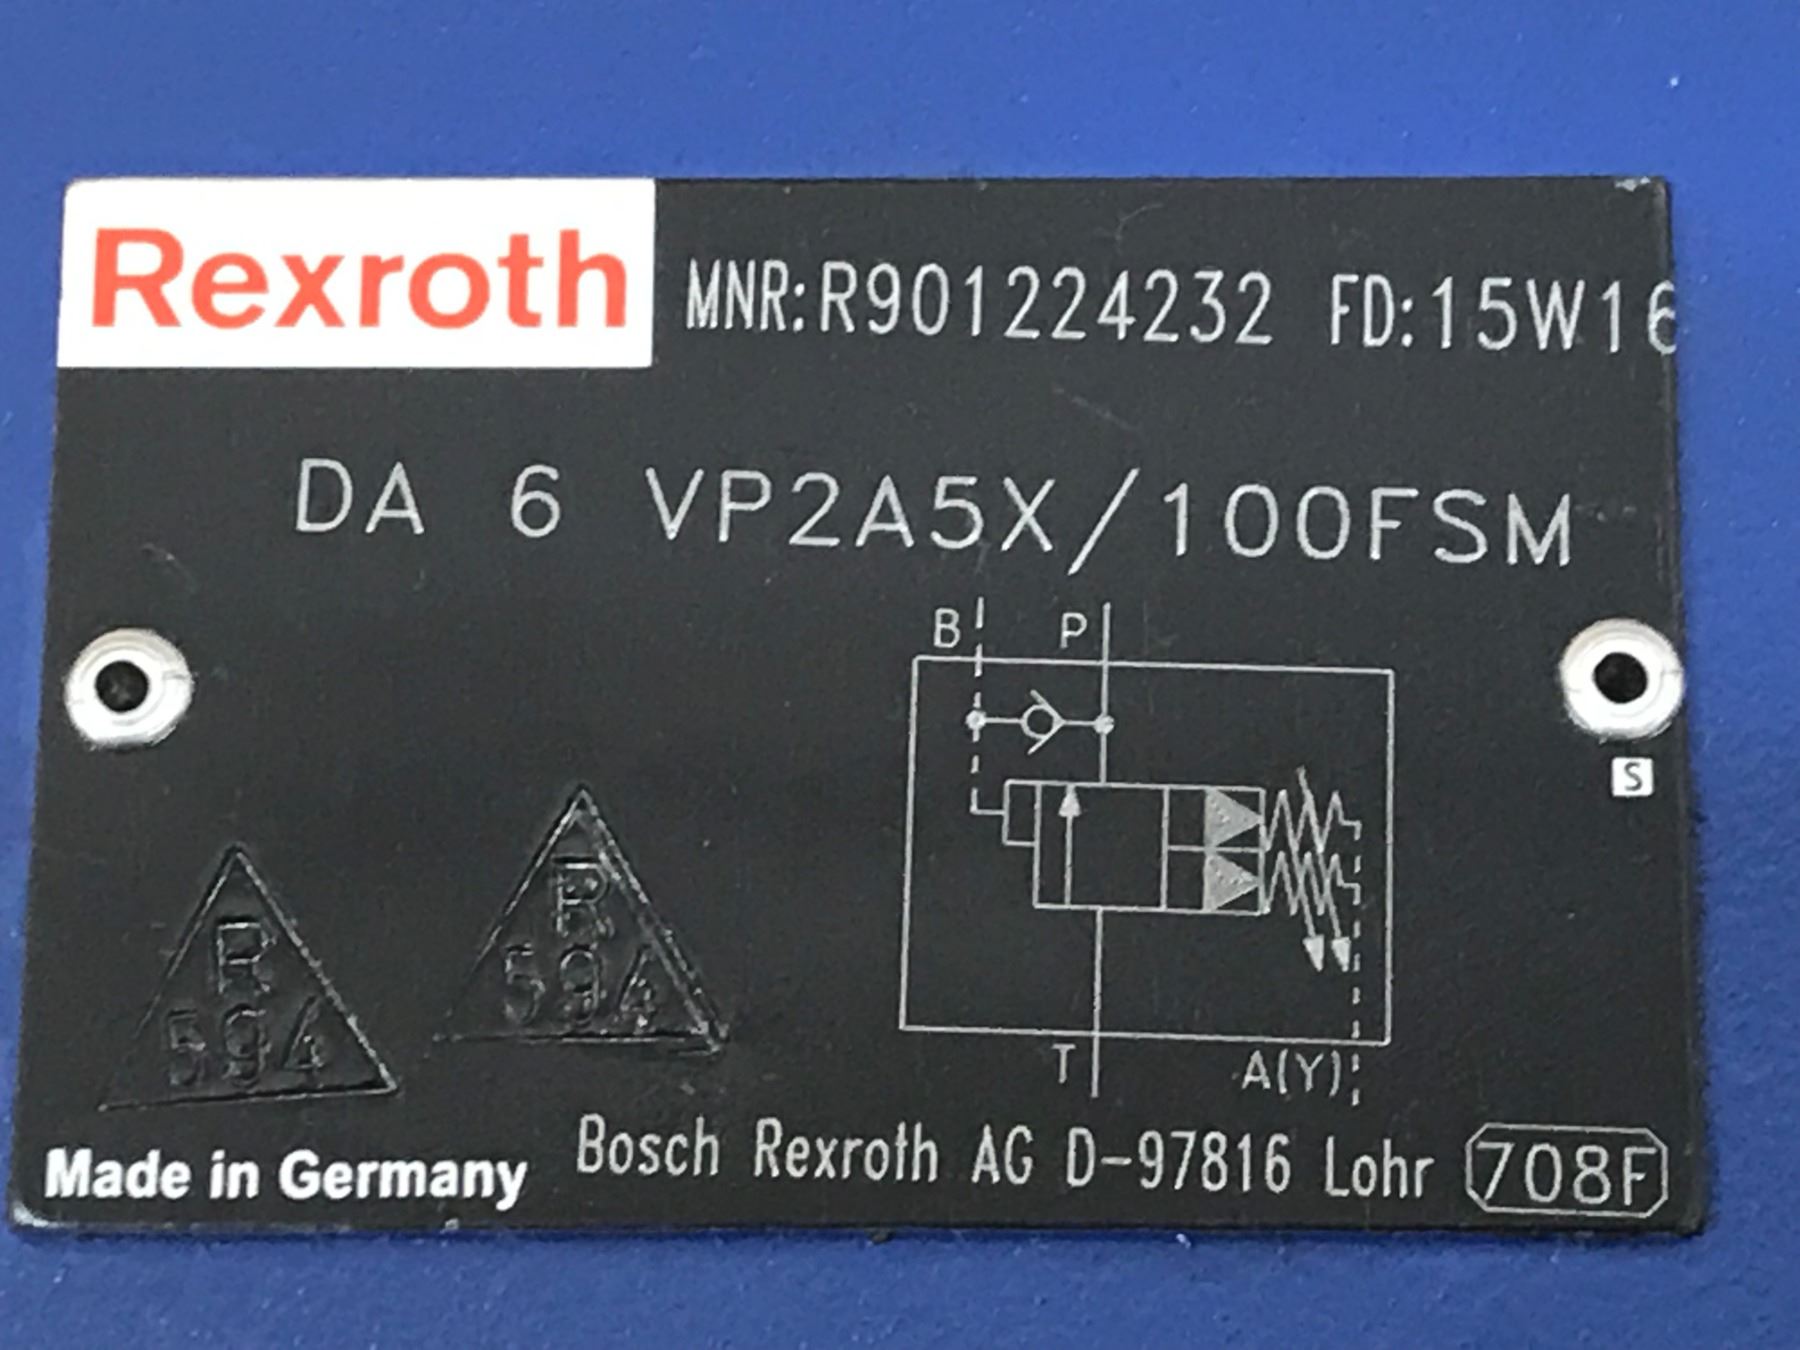 Rexroth MNR:R901224232 FD:15W16
DA 6 VP2A5X/100FSM
B P
S
R
594
R
594
T A(Y)
Made in Germany Bosch Rexroth AG D-97816 Lohr 708F